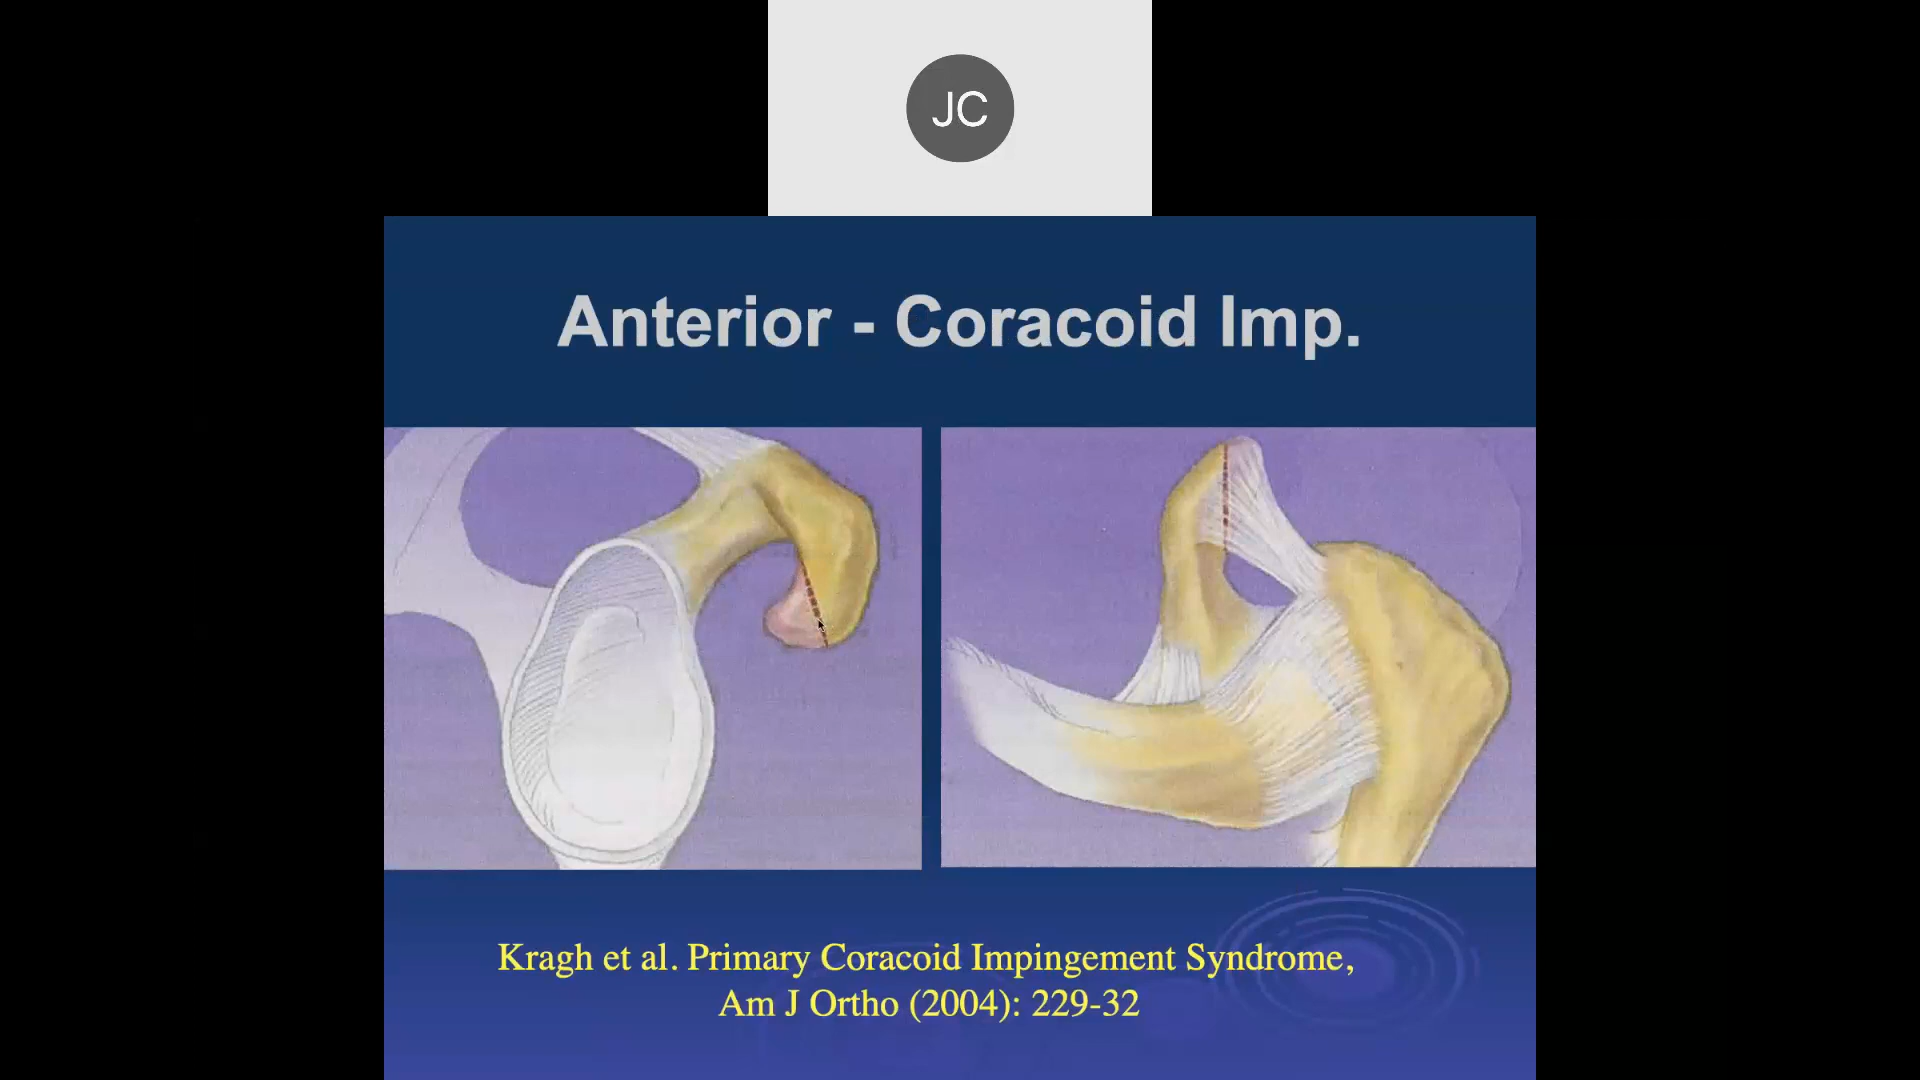 JC
Anterior - Coracoid Imp.
Kragh et al. Primary Coracoid Impingement Syndrome,
Am J Ortho (2004): 229-32